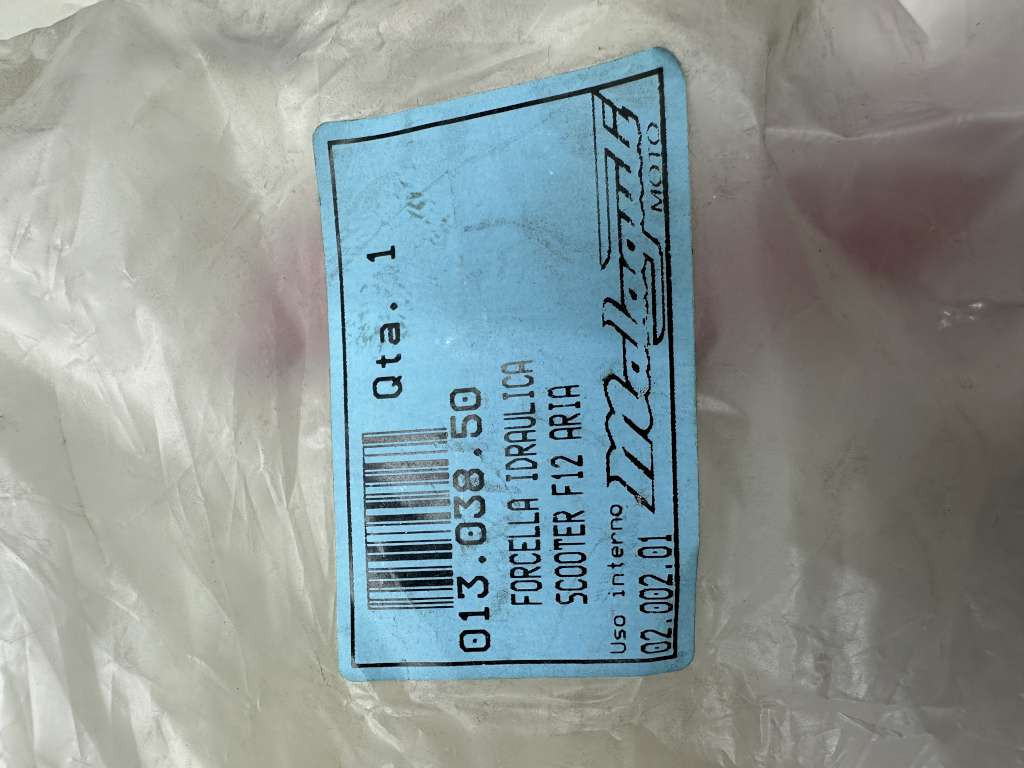 Qta. 1
013.038.50
FORCELLA IDRAULICA
SCOOTER F12 ARIA
Uso interno
02.002.01
Malaguti
MOTO